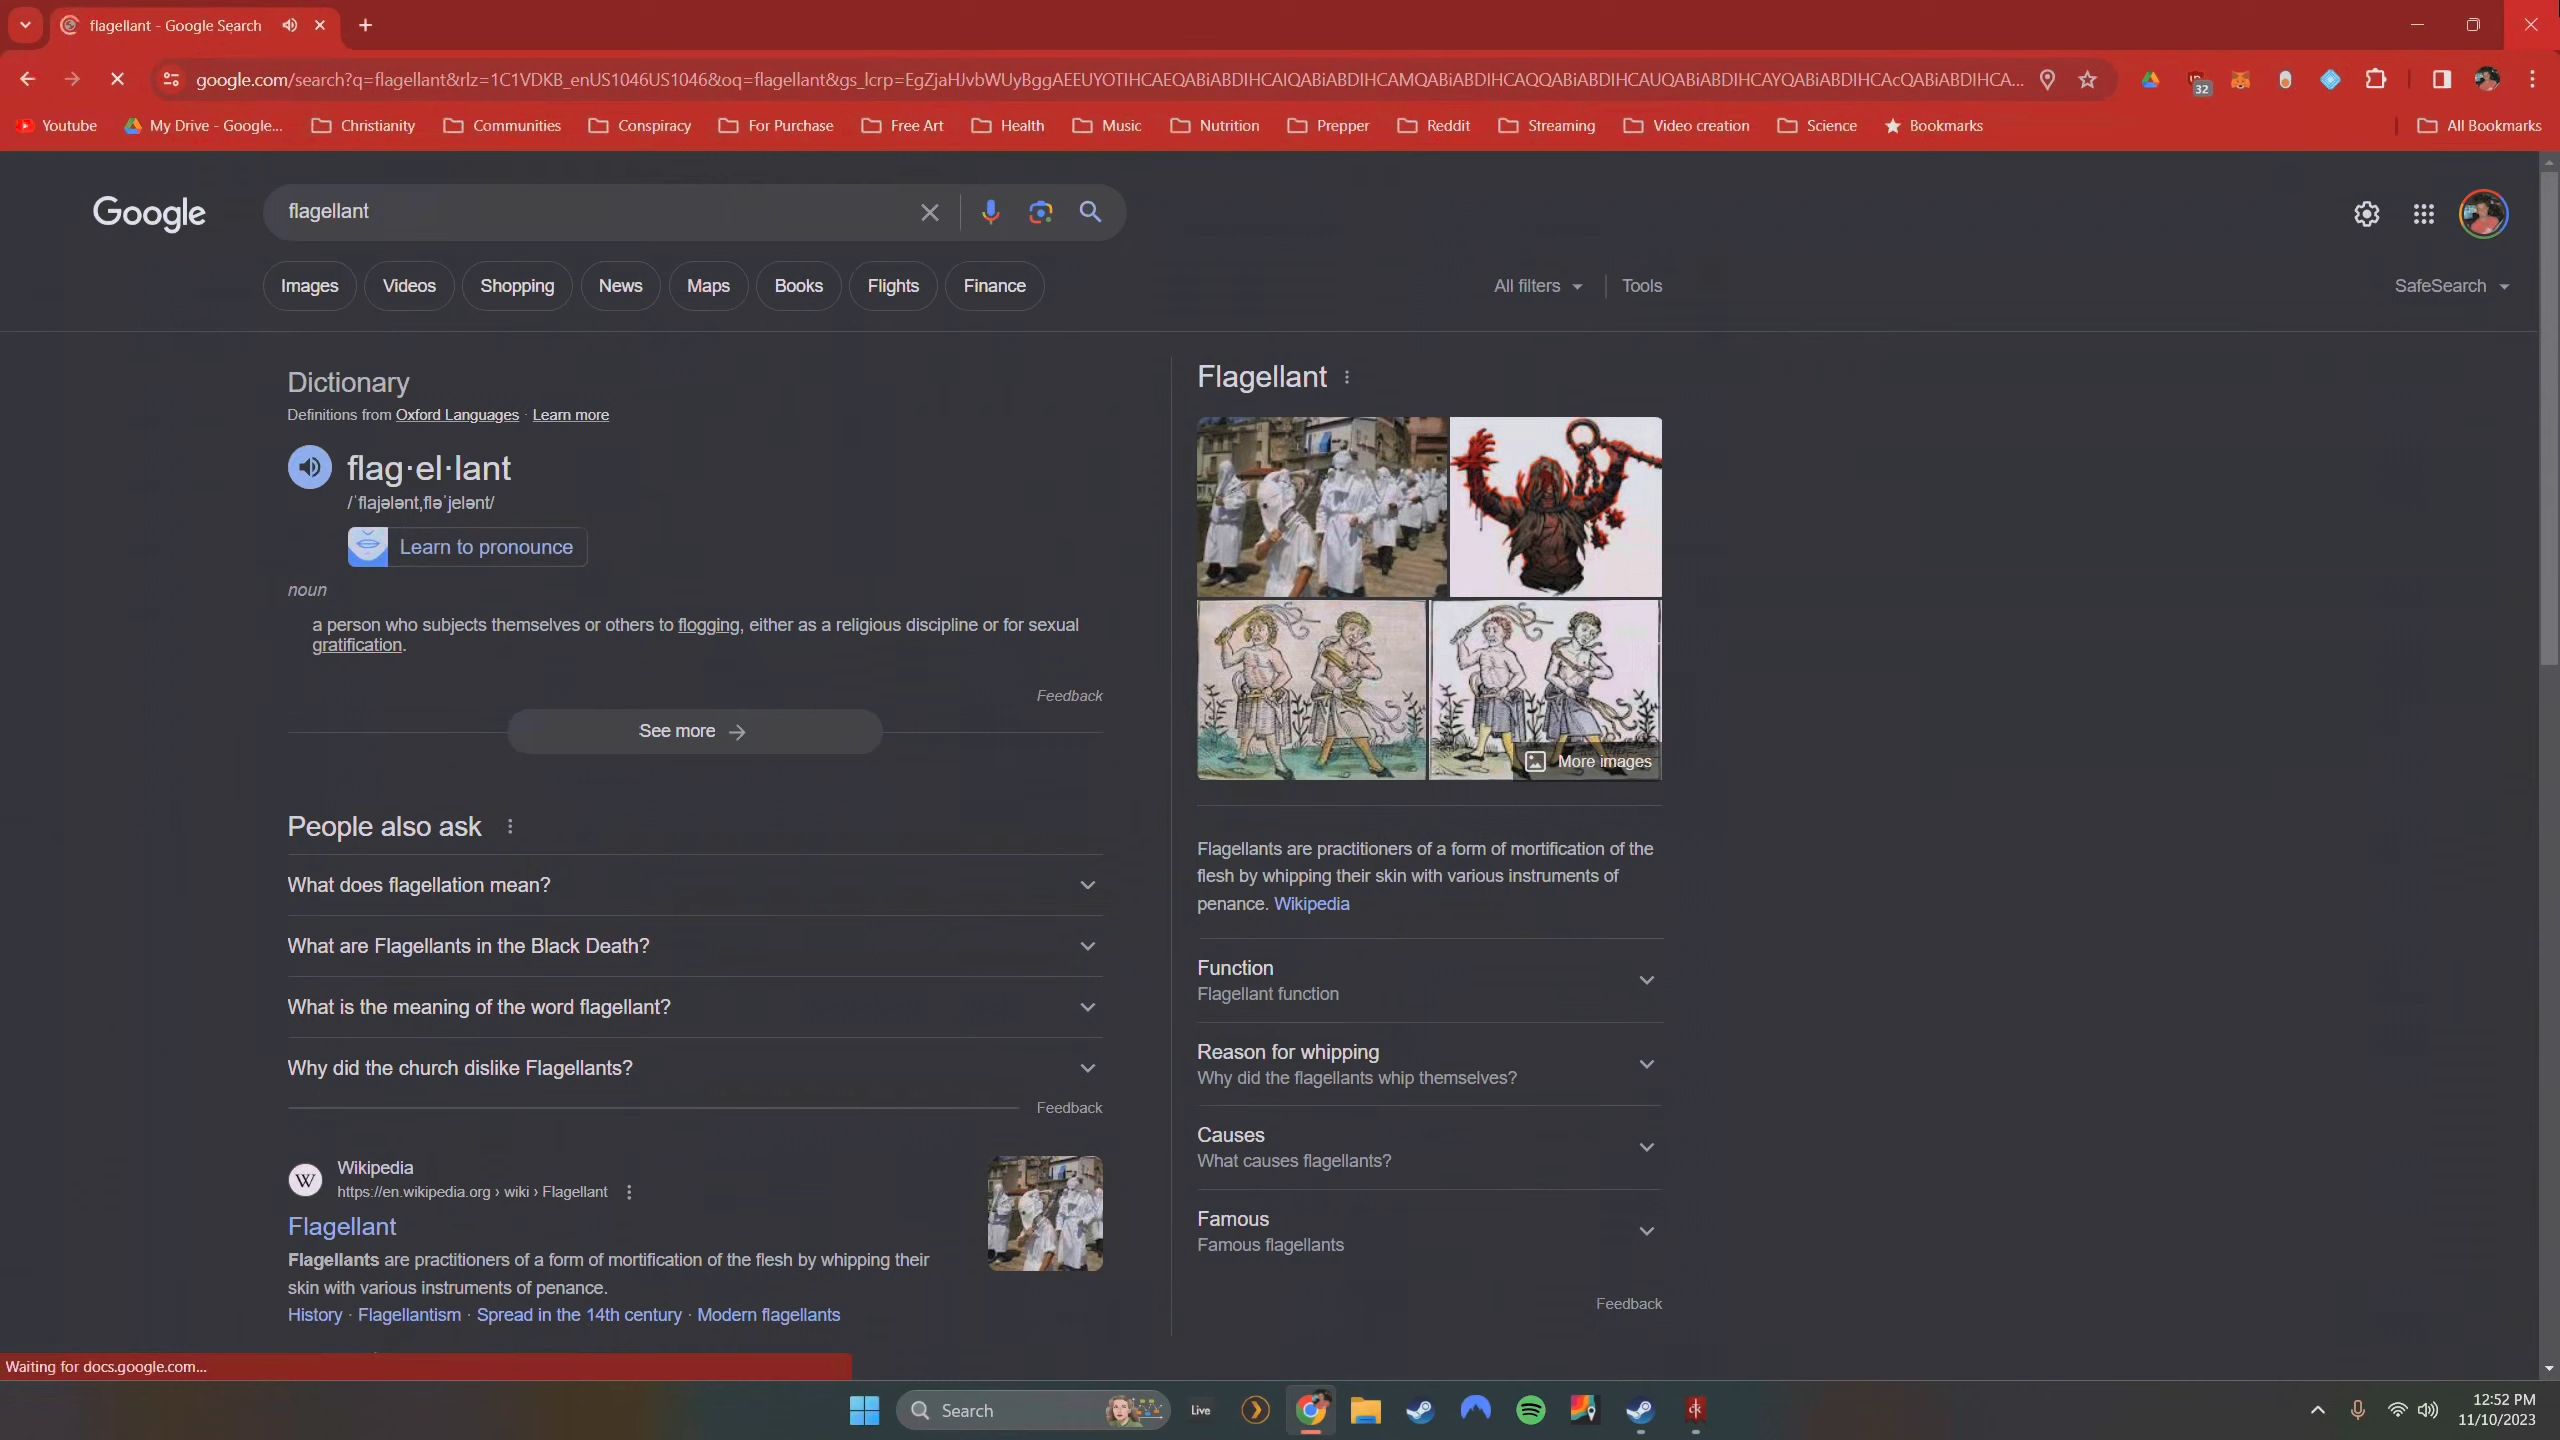 flagellant - Google Search
google.com/search?q=flagellant&rlz=1C1VDKB_enUS1046US1046&oq=flagellant&gs_lcrp=EgZjaHJvbWUyBggAEEUYOTIHCAEQABiABDIHCAIQABiABDIHCAMQABiABDIHCAQQABiABDIHCAUQABiABDIHCAYQABiABDIHCAcQABiABDIHCA...
32
Youtube My Drive - Google... Christianity Communities Conspiracy For Purchase Free Art Health Music Nutrition Prepper Reddit Streaming Video creation Science Bookmarks All Bookmarks
Google flagellant
Images Videos Shopping News Maps Books Flights Finance All filters Tools SafeSearch
Dictionary
Definitions from Oxford Languages · Learn more
flag·el·lant
/ˈflajələnt,fləˈjelənt/
Learn to pronounce
noun
a person who subjects themselves or others to flogging, either as a religious discipline or for sexual
gratification.
Feedback
See more
People also ask
What does flagellation mean?
What are Flagellants in the Black Death?
What is the meaning of the word flagellant?
Why did the church dislike Flagellants?
Feedback
W
Wikipedia
https://en.wikipedia.org › wiki › Flagellant
Flagellant
Flagellants are practitioners of a form of mortification of the flesh by whipping their
skin with various instruments of penance.
History · Flagellantism · Spread in the 14th century · Modern flagellants
Flagellant
More images
Flagellants are practitioners of a form of mortification of the
flesh by whipping their skin with various instruments of
penance. Wikipedia
Function
Flagellant function
Reason for whipping
Why did the flagellants whip themselves?
Causes
What causes flagellants?
Famous
Famous flagellants
Feedback
Waiting for docs.google.com...
Search
Live
12:52 PM
11/10/2023